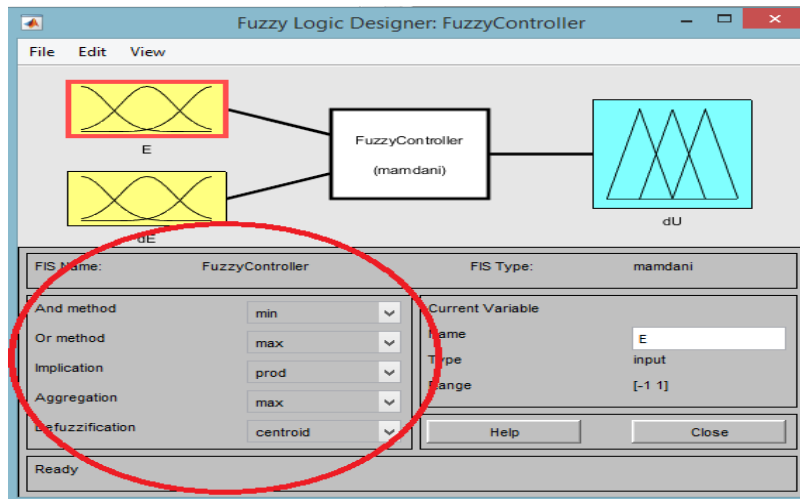 Fuzzy Logic Designer: FuzzyController
File Edit View
E
dE
FuzzyController
(mamdani)
dU
FIS Name: FuzzyController FIS Type: mamdani
And method min
Or method max
Implication prod
Aggregation max
Defuzzification centroid
Current Variable
Name E
Type input
Range [-1 1]
Help Close
Ready